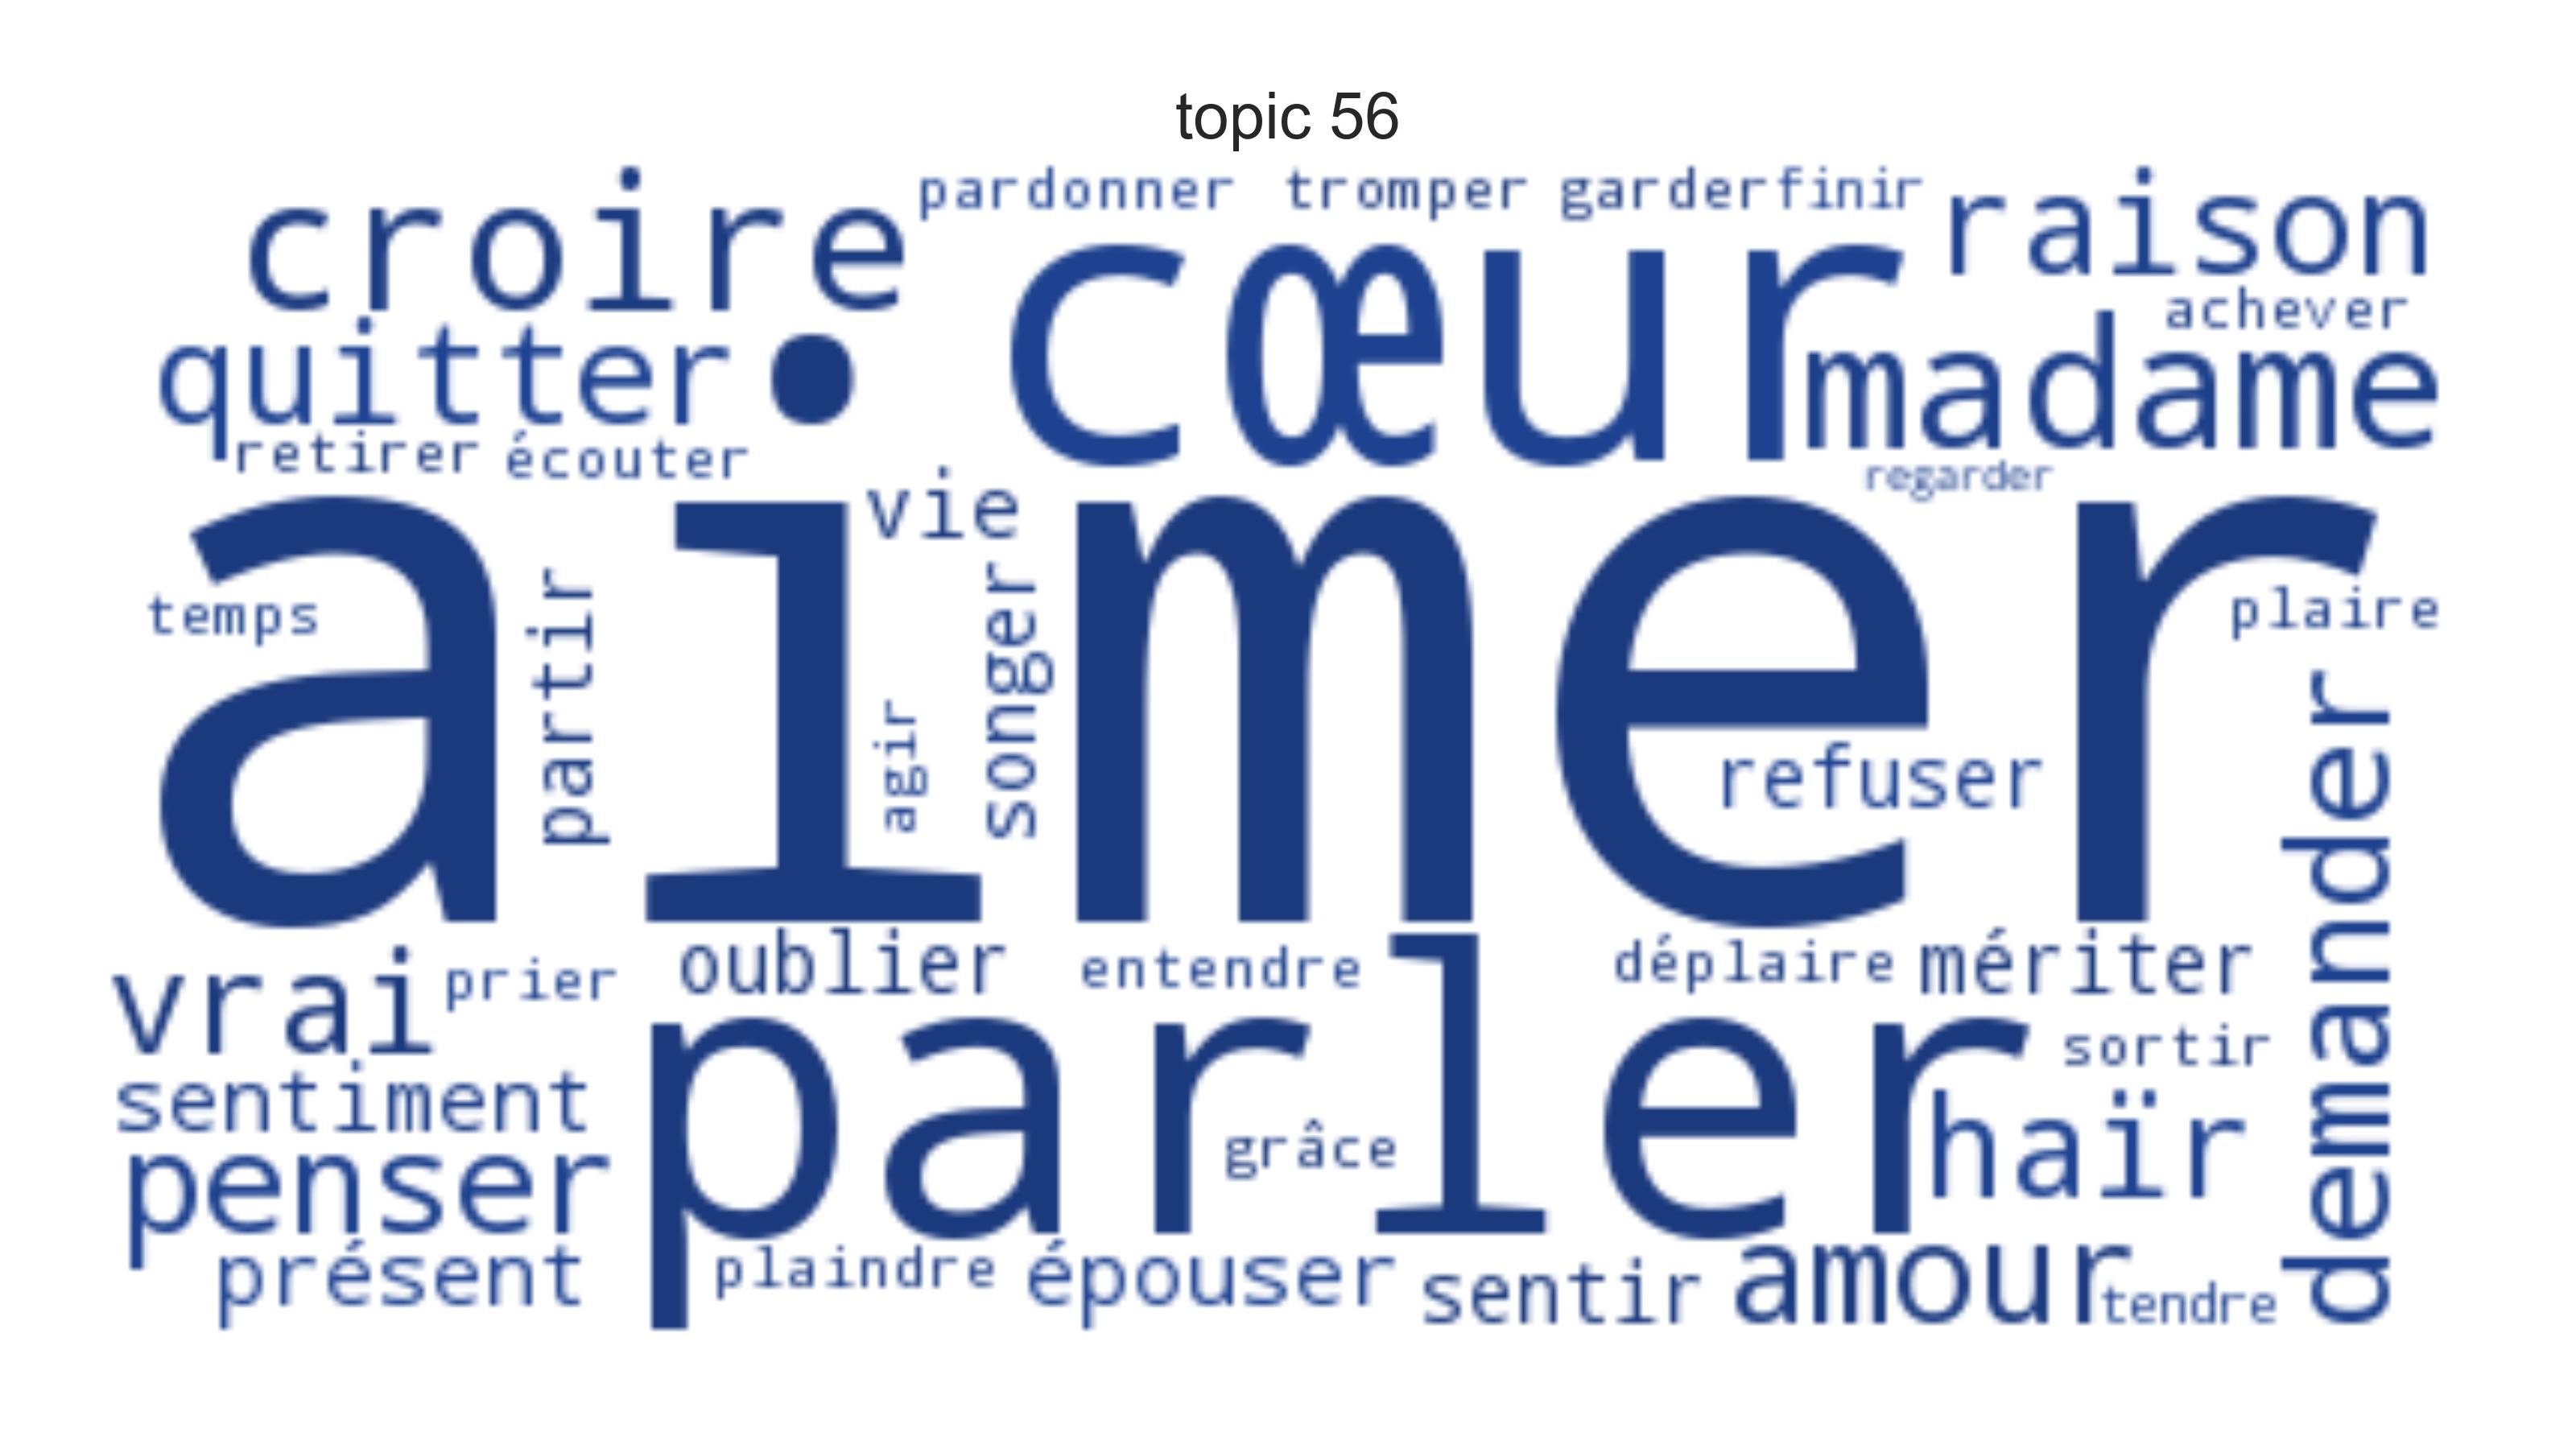 topic 56
pardonner tromper garder finir
croire
cœur
raison
achever
quitter
madame
retirer écouter
regarder
aimer
vie
temps
partir
songer
agir
plaire
refuser
demander
vrai
prier
oublier
entendre
déplaire
mériter
parler
sortir
sentiment
haïr
grâce
penser
présent
plaindre
épouser
sentir
amour
tendre